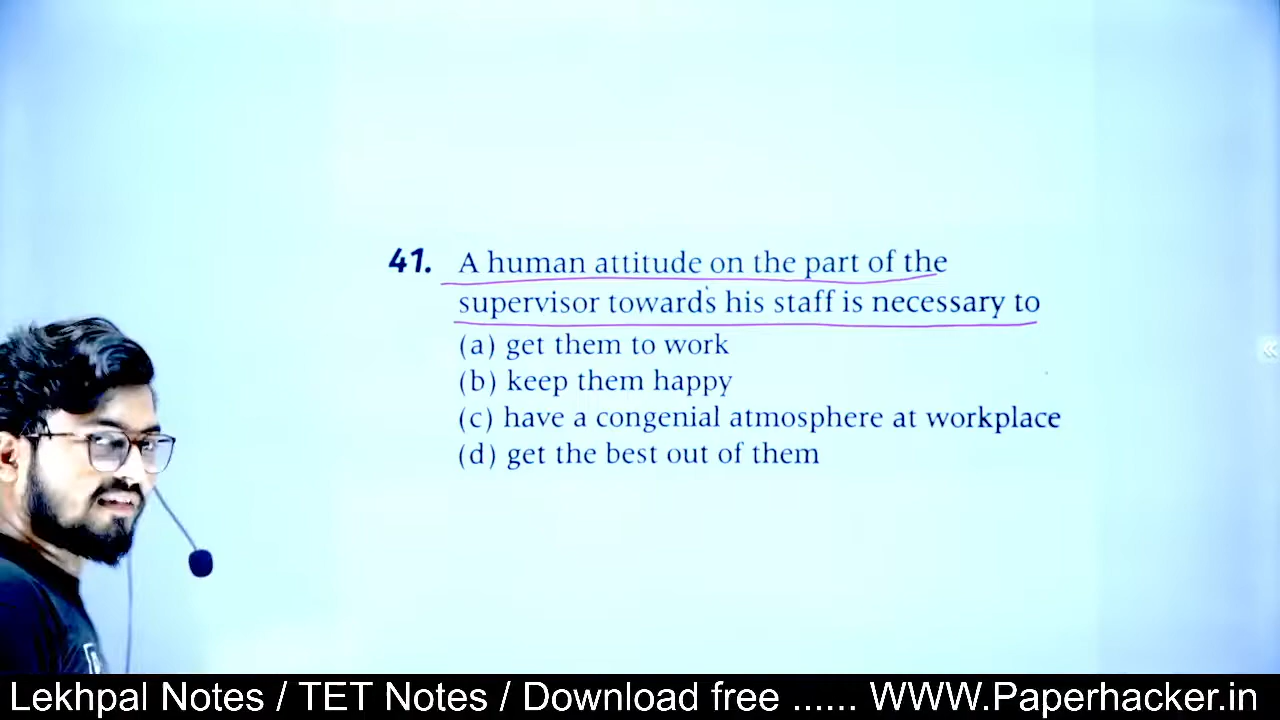 41. A human attitude on the part of the
supervisor towards his staff is necessary to
(a) get them to work
(b) keep them happy
(c) have a congenial atmosphere at workplace
(d) get the best out of them
Lekhpal Notes / TET Notes / Download free ...... WWW.Paperhacker.in